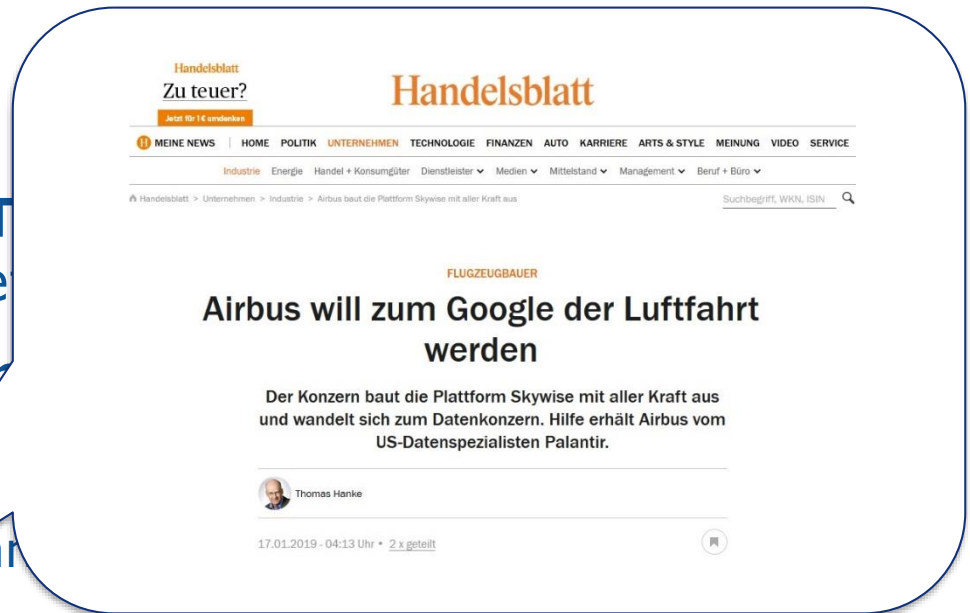 Handelsblatt
Zu teuer?
Jetzt für 1€ umdenken
Handelsblatt
MEINE NEWS | HOME POLITIK UNTERNEHMEN TECHNOLOGIE FINANZEN AUTO KARRIERE ARTS & STYLE MEINUNG VIDEO SERVICE
Industrie Energie Handel + Konsumgüter Dienstleister Medien Mittelstand Management Beruf + Büro
Handelsblatt > Unternehmen > Industrie > Airbus baut die Plattform Skywise mit aller Kraft aus
Suchbegriff, WKN, ISIN
FLUGZEUGBAUER
Airbus will zum Google der Luftfahrt
werden
Der Konzern baut die Plattform Skywise mit aller Kraft aus
und wandelt sich zum Datenkonzern. Hilfe erhält Airbus vom
US-Datenspezialisten Palantir.
Thomas Hanke
17.01.2019 - 04:13 Uhr • 2 x geteilt